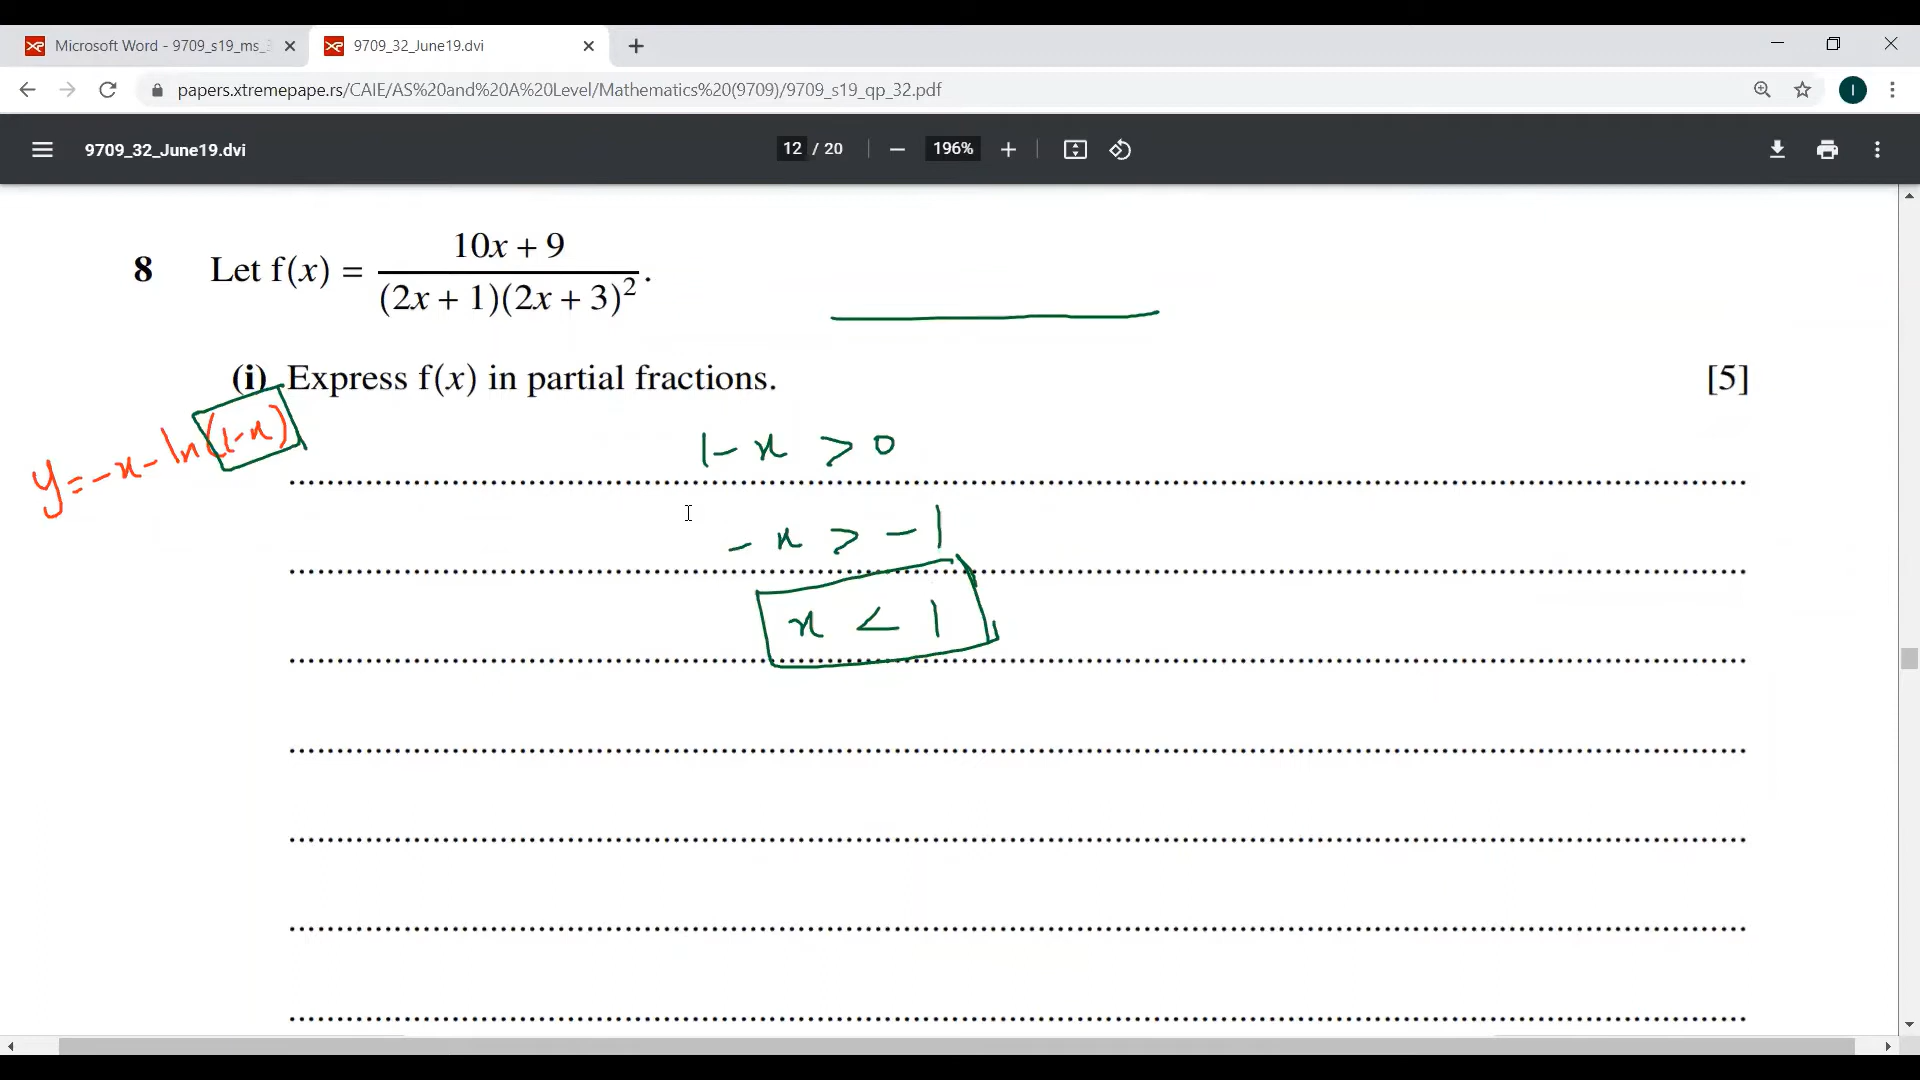 Microsoft Word - 9709_s19_ms_3
9709_32_June19.dvi
papers.xtremepape.rs/CAIE/AS%20and%20A%20Level/Mathematics%20(9709)/9709_s19_qp_32.pdf
I
9709_32_June19.dvi
12 / 20
196%
8 Let f(x) = (10x + 9)/((2x + 1)(2x + 3)²).
(i) Express f(x) in partial fractions. [5]
y = -x - ln(1-x)
1 - x > 0
- x > - 1
x < 1